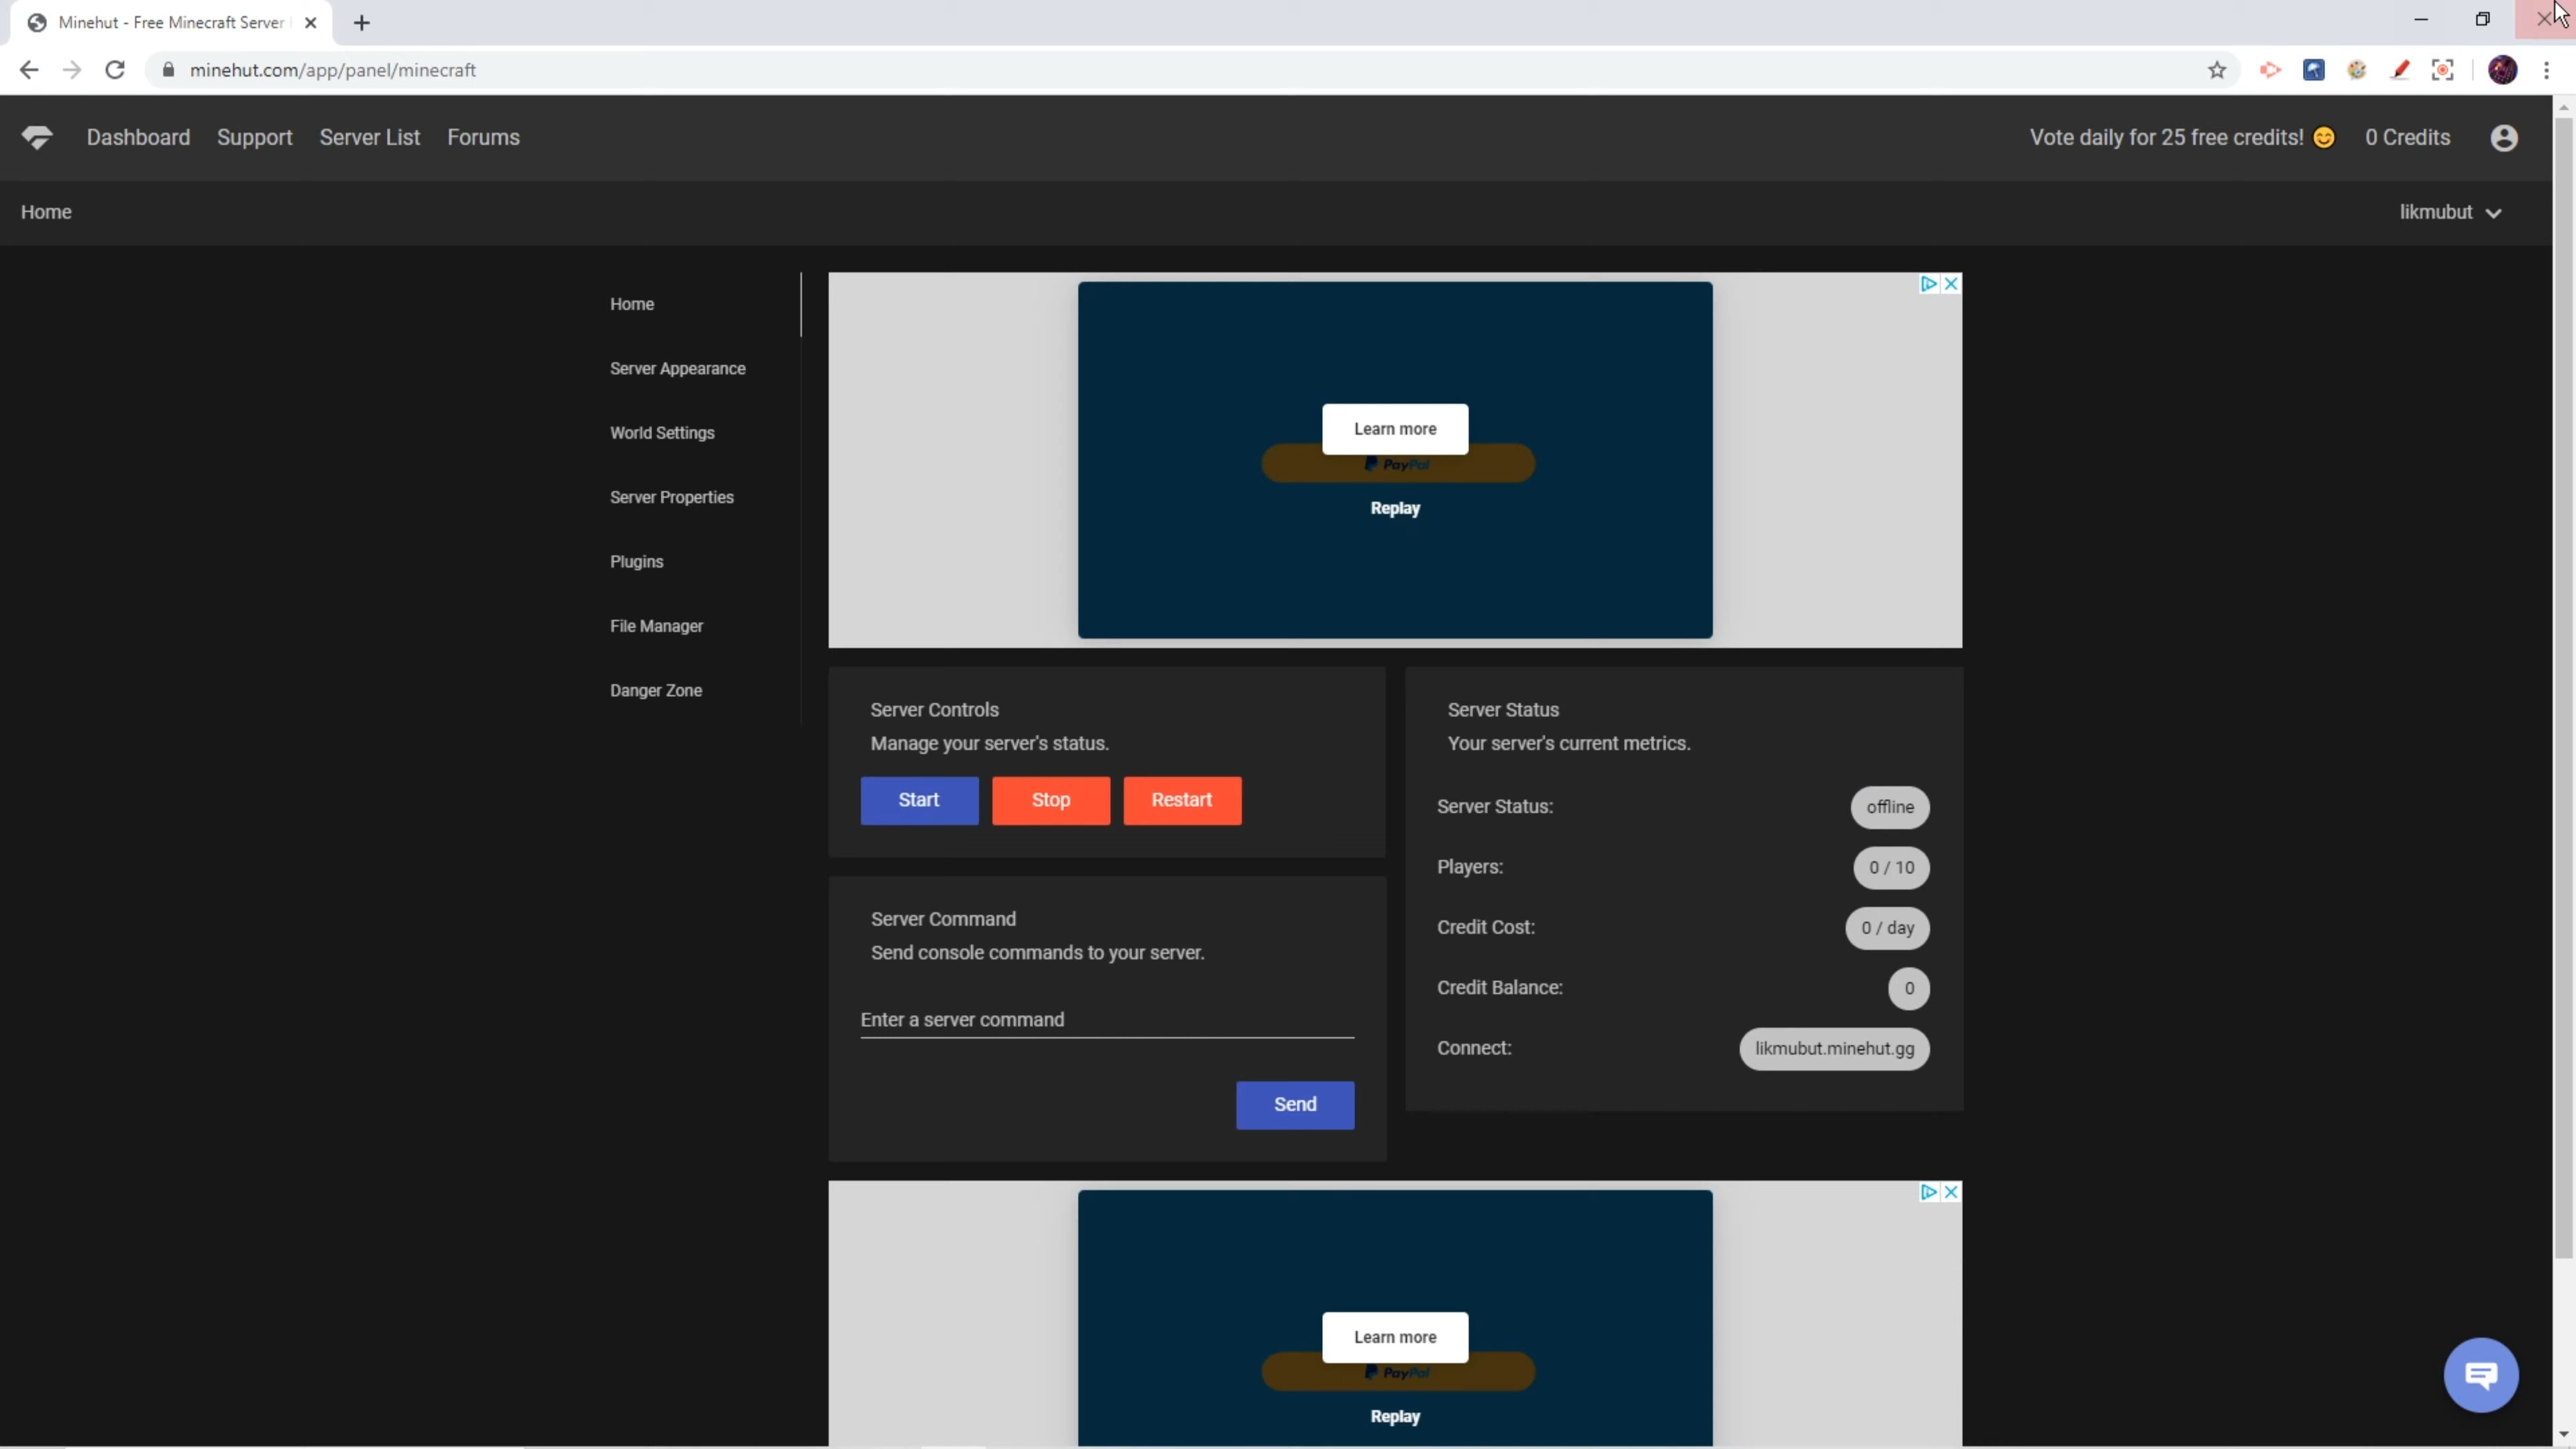 Minehut - Free Minecraft Server
minehut.com/app/panel/minecraft
Dashboard Support Server List Forums
Vote daily for 25 free credits! 😊 0 Credits
Home
likmubut
Home
Server Appearance
World Settings
Server Properties
Plugins
File Manager
Danger Zone
Learn more
PayPal
Replay
Server Controls
Manage your server's status.
Start Stop Restart
Server Command
Send console commands to your server.
Enter a server command
Send
Server Status
Your server's current metrics.
Server Status: offline
Players: 0 / 10
Credit Cost: 0 / day
Credit Balance: 0
Connect: likmubut.minehut.gg
Learn more
PayPal
Replay